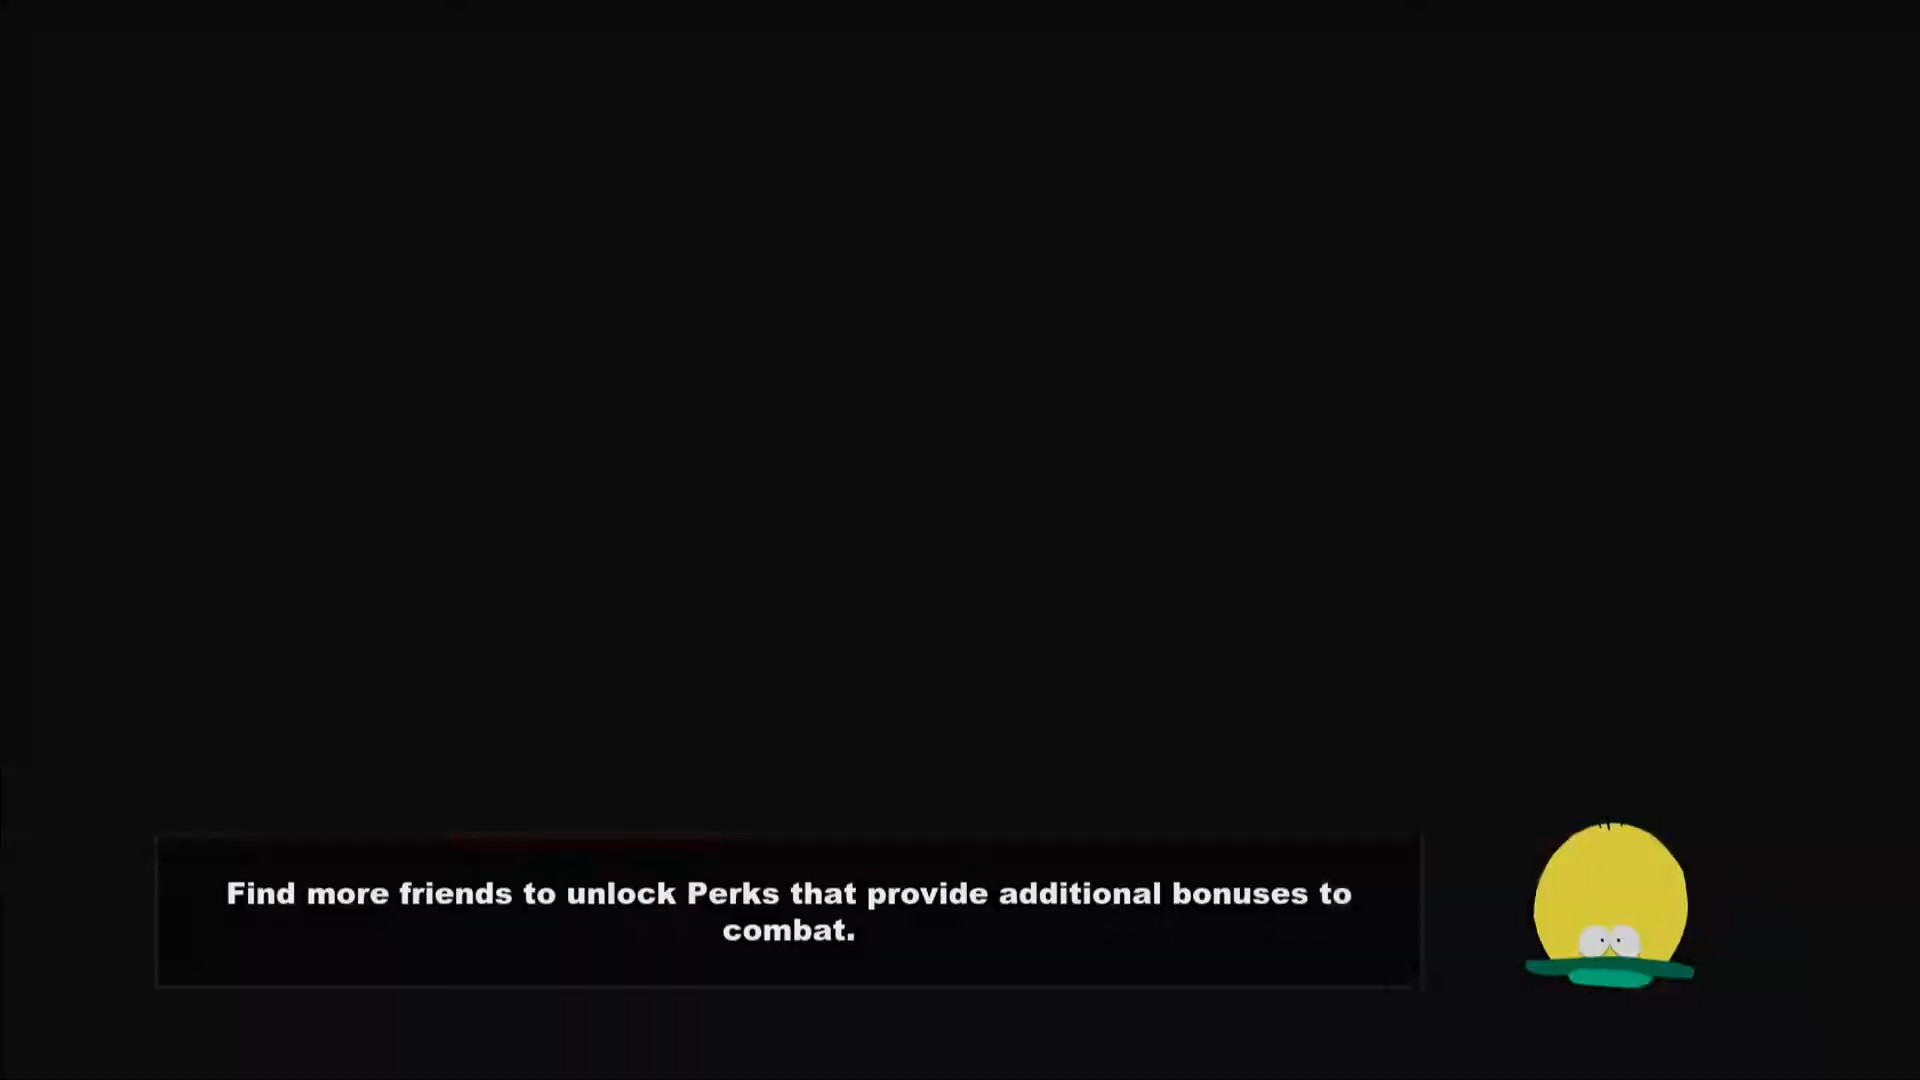 Find more friends to unlock Perks that provide additional bonuses to
combat.